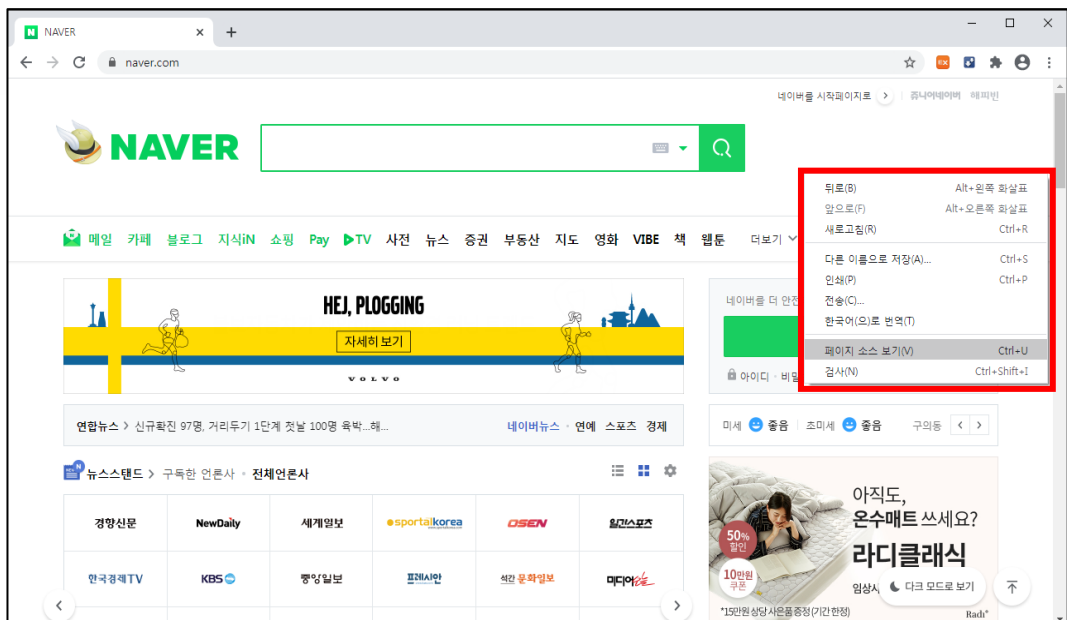 NAVER
naver.com
네이버를 시작페이지로 쥬니어네이버 해피빈
NAVER
메일 카페 블로그 지식iN 쇼핑 Pay TV 사전 뉴스 증권 부동산 지도 영화 VIBE 책 웹툰 더보기
뒤로(B) Alt+왼쪽 화살표
앞으로(F) Alt+오른쪽 화살표
새로고침(R) Ctrl+R
다른 이름으로 저장(A)... Ctrl+S
인쇄(P) Ctrl+P
전송(C)...
한국어(으)로 번역(T)
페이지 소스 보기(V) Ctrl+U
검사(N) Ctrl+Shift+I
HEJ, PLOGGING
자세히 보기
VOLVO
네이버를 더 안전
아이디 · 비밀
연합뉴스 > 신규확진 97명, 거리두기 1단계 첫날 100명 육박...해...
네이버뉴스 · 연예 스포츠 경제
미세 좋음 초미세 좋음 구의동
뉴스스탠드 > 구독한 언론사 · 전체언론사
경향신문 NewDaily 세계일보 sportalkorea OSEN 일간스포츠
한국경제TV KBS 중앙일보 프레시안 석간 문화일보 미디어오늘
아직도,
온수매트 쓰세요?
라디클래식
50%
할인
10만원
쿠폰
임상시
다크 모드로 보기
*15만원 상당 사은품 증정(기간 한정)
Radi*